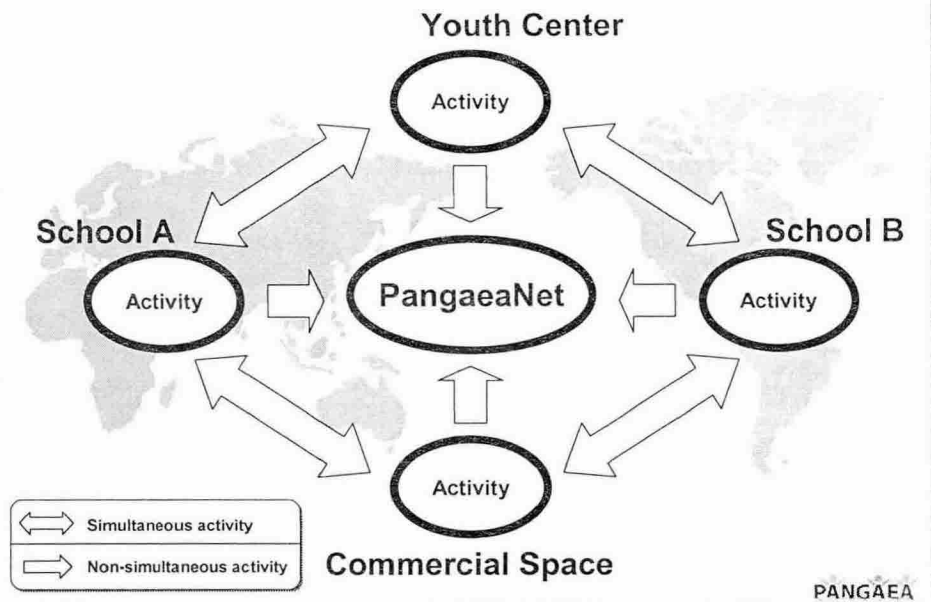 Youth Center
Activity
School A
School B
Activity
PangaeaNet
Activity
Activity
Simultaneous activity
Non-simultaneous activity
Commercial Space
PANGAEA